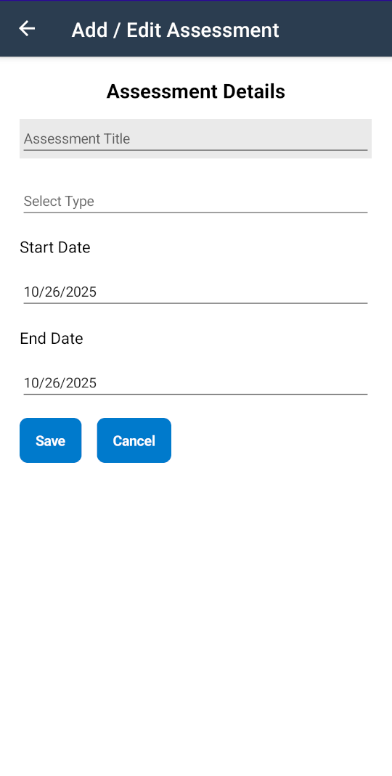 Add / Edit Assessment
Assessment Details
Assessment Title
Select Type
Start Date
10/26/2025
End Date
10/26/2025
Save Cancel